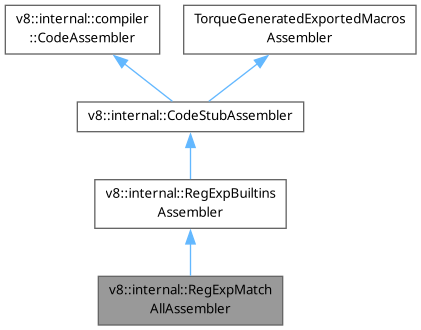 v8::internal::compiler
::CodeAssembler
TorqueGeneratedExportedMacros
Assembler
v8::internal::CodeStubAssembler
v8::internal::RegExpBuiltins
Assembler
v8::internal::RegExpMatch
AllAssembler